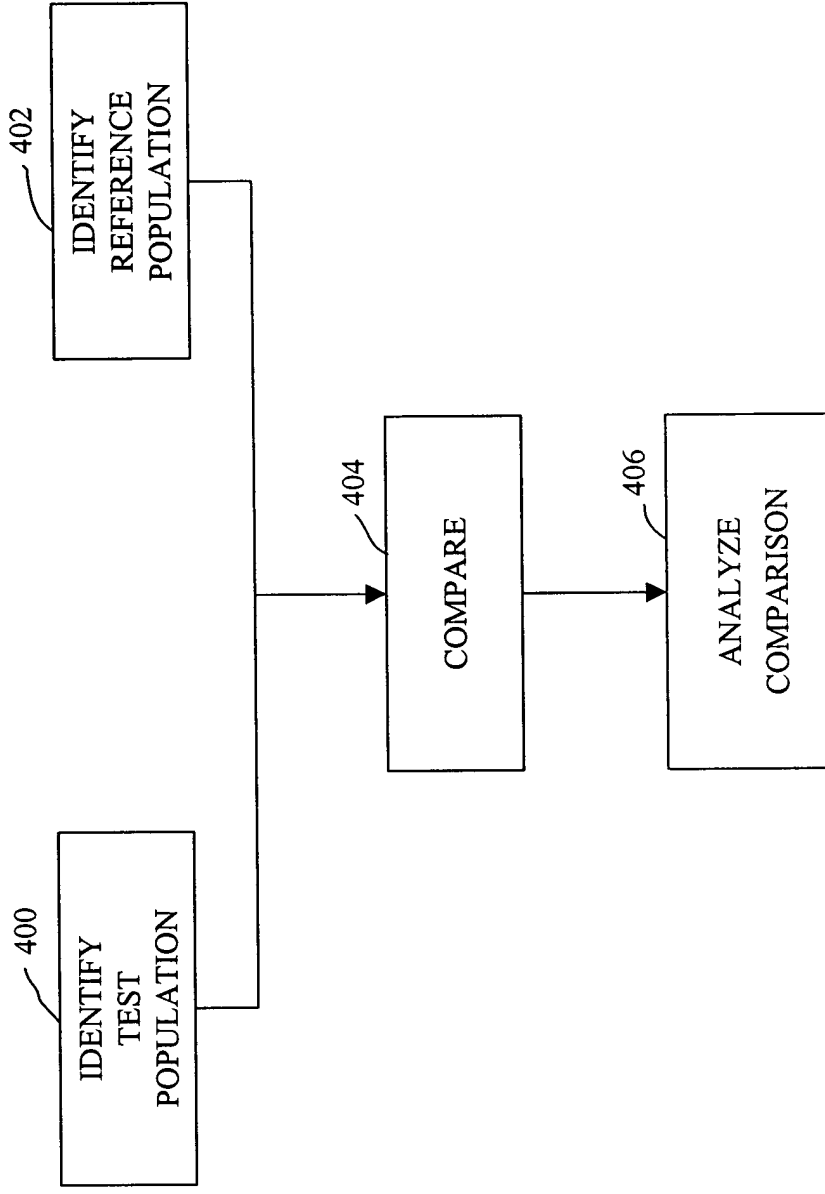 400
IDENTIFY
TEST
POPULATION
402
IDENTIFY
REFERENCE
POPULATION
404
COMPARE
406
ANALYZE
COMPARISON